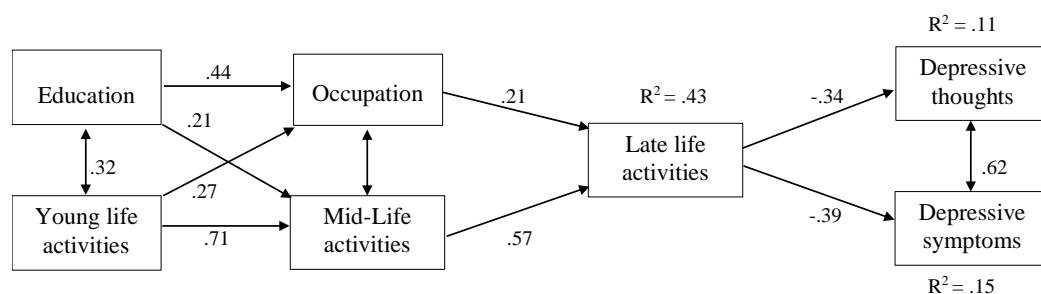 R² = .11
Education
.44
Occupation
.21
R² = .43
-.34
Depressive
thoughts
.21
.32
.27
Late life
activities
.62
Young life
activities
.71
Mid-Life
activities
.57
-.39
Depressive
symptoms
R² = .15